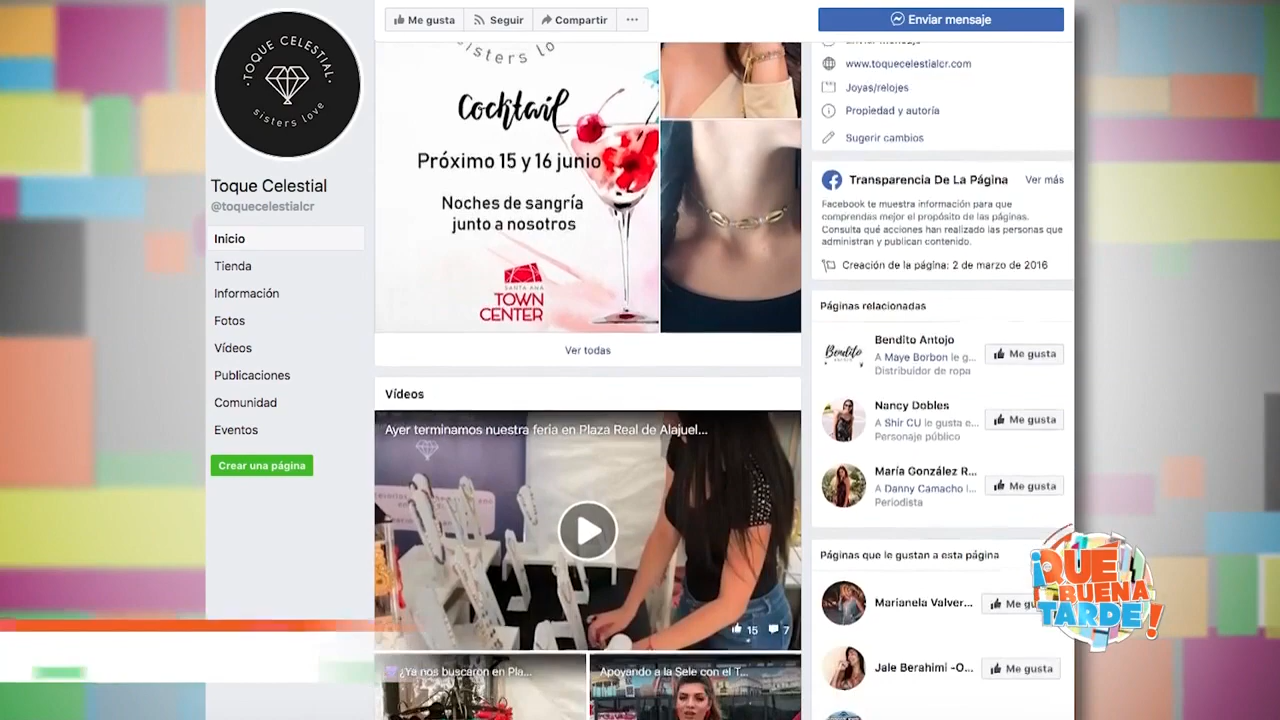 TOQUE CELESTIAL
sisters love
Toque Celestial
@toquecelestialcr
Inicio
Tienda
Información
Fotos
Vídeos
Publicaciones
Comunidad
Eventos
Crear una página
Me gusta
Seguir
Compartir
Enviar mensaje
sisters lo
Cocktail
Próximo 15 y 16 junio
Noches de sangría
junto a nosotros
SANTA ANA
TOWN
CENTER
Ver todas
Vídeos
Ayer terminamos nuestra feria en Plaza Real de Alajuel...
15
7
¿Ya nos buscaron en Pla...
Apoyando a la Sele con el T...
www.toquecelestialcr.com
Joyas/relojes
Propiedad y autoría
Sugerir cambios
Transparencia De La Página
Ver más
Facebook te muestra información para que
comprendas mejor el propósito de las páginas.
Consulta qué acciones han realizado las personas que
administran y publican contenido.
Creación de la página: 2 de marzo de 2016
Páginas relacionadas
Bendito
Bendito Antojo
A Maye Borbon le g...
Distribuidor de ropa
Me gusta
Nancy Dobles
A Shir CU le gusta e...
Personaje público
Me gusta
María González R...
A Danny Camacho l...
Periodista
Me gusta
Páginas que le gustan a esta página
Marianela Valver...
Me gu
Jale Berahimi -O...
Me gusta
¡QUE
BUENA
TARDE!